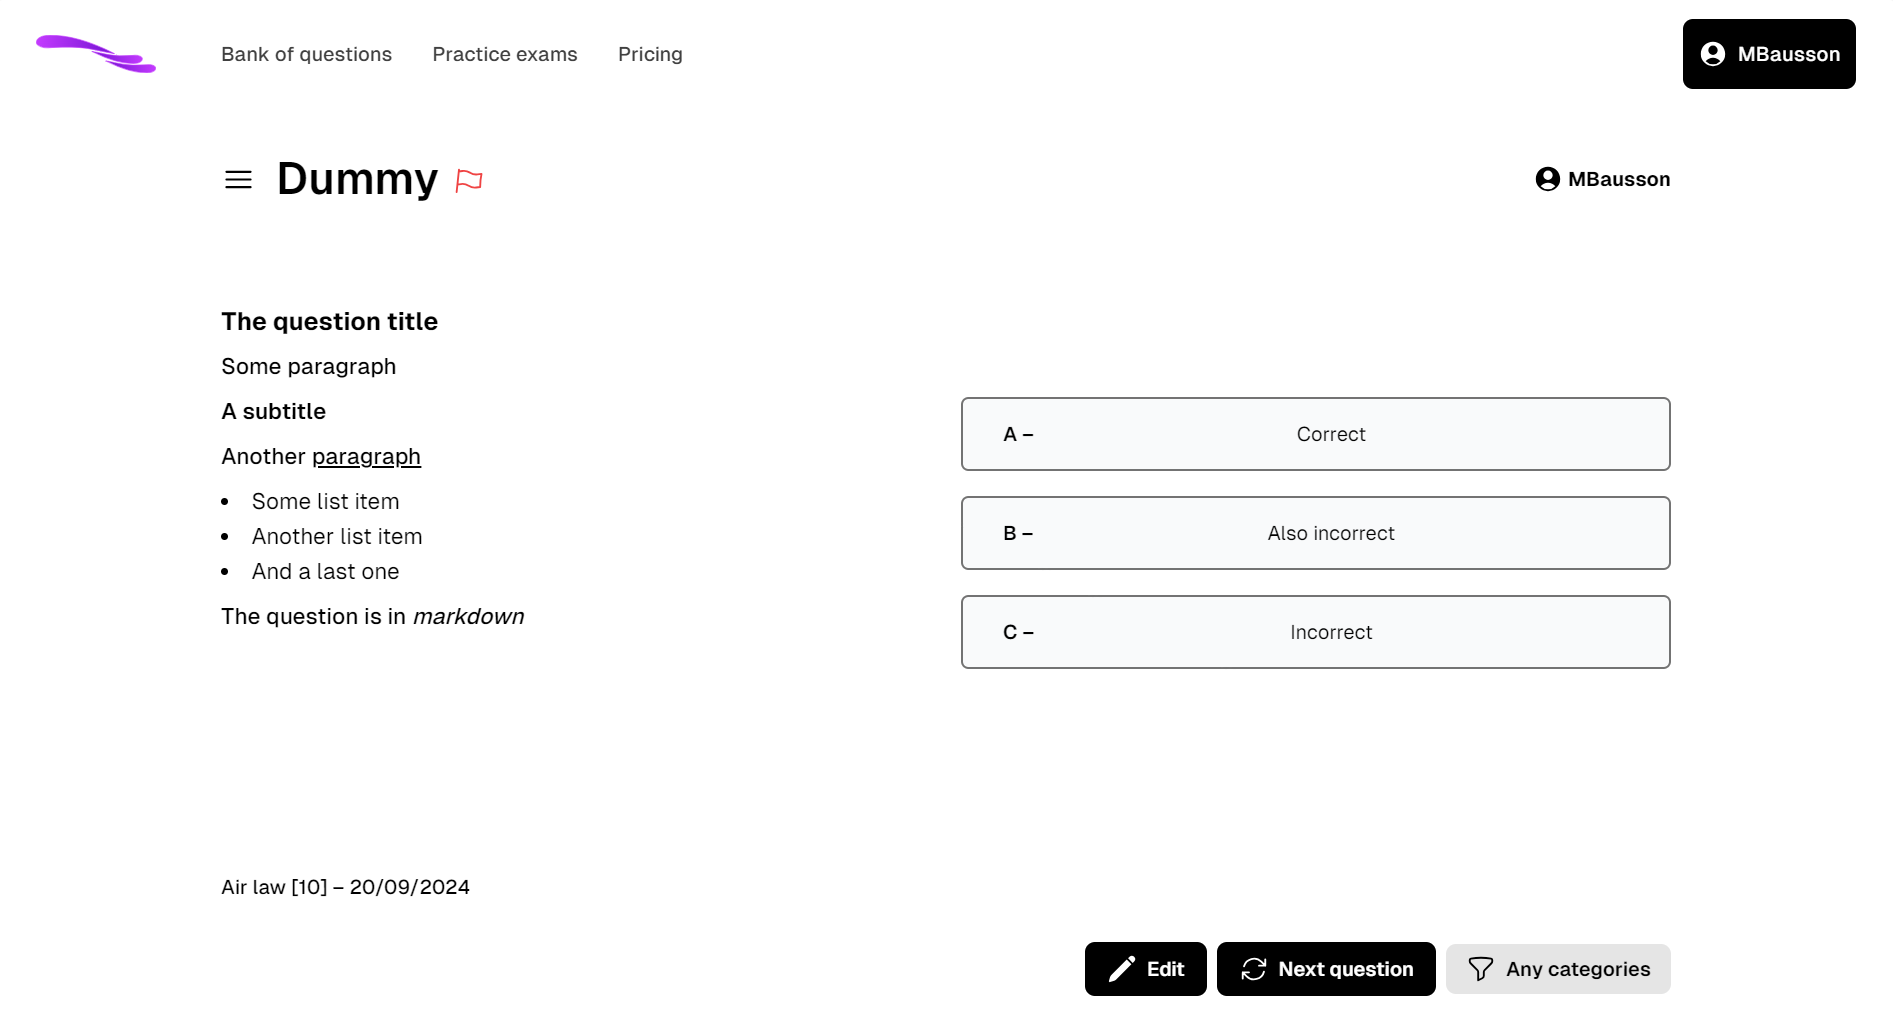 Bank of questions
Practice exams
Pricing
MBausson
Dummy
MBausson
The question title
Some paragraph
A subtitle
Another paragraph
• Some list item
• Another list item
• And a last one
The question is in markdown
A – Correct
B – Also incorrect
C – Incorrect
Air law [10] – 20/09/2024
Edit
Next question
Any categories